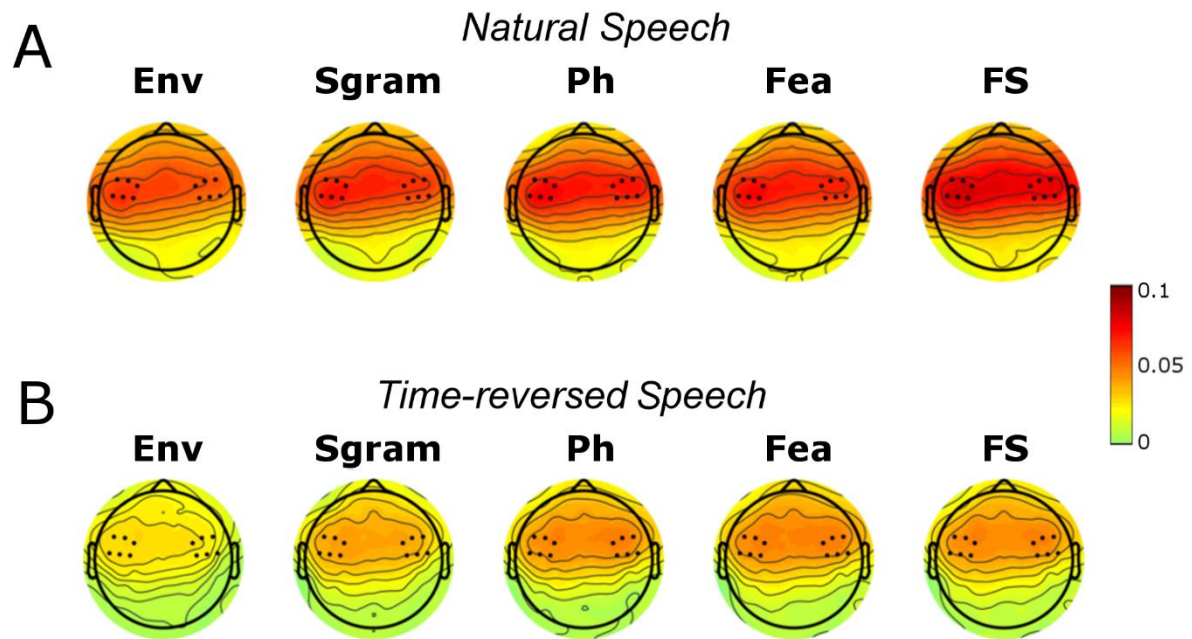 A
Natural Speech
Env Sgram Ph Fea FS
0.1
0.05
0
B
Time-reversed Speech
Env Sgram Ph Fea FS